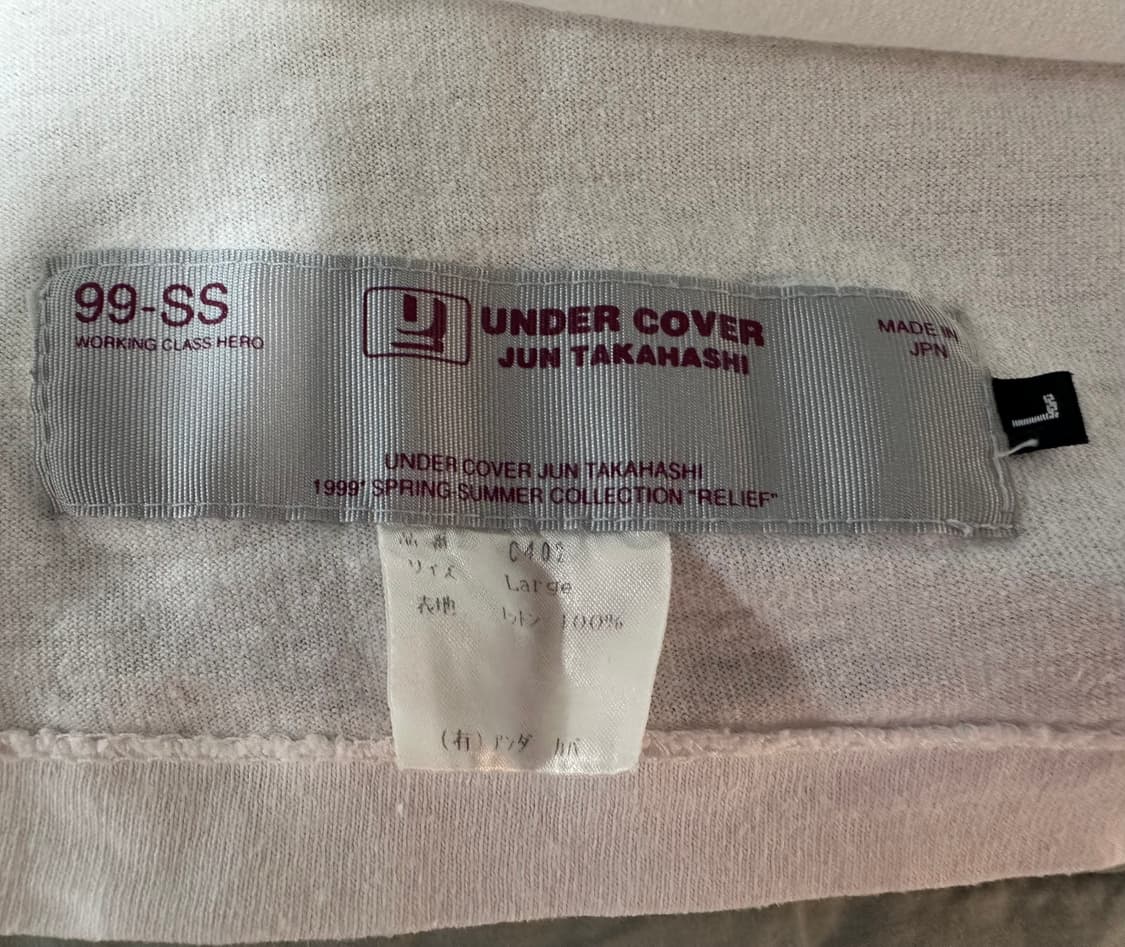 99-SS
WORKING CLASS HERO
UNDER COVER
JUN TAKAHASHI
MADE IN
JPN
UNDER COVER JUN TAKAHASHI
1999' SPRING-SUMMER COLLECTION "RELIEF"
L
品番 C402
サイズ Large
表地 コットン 100%
(有)アンダーカバー